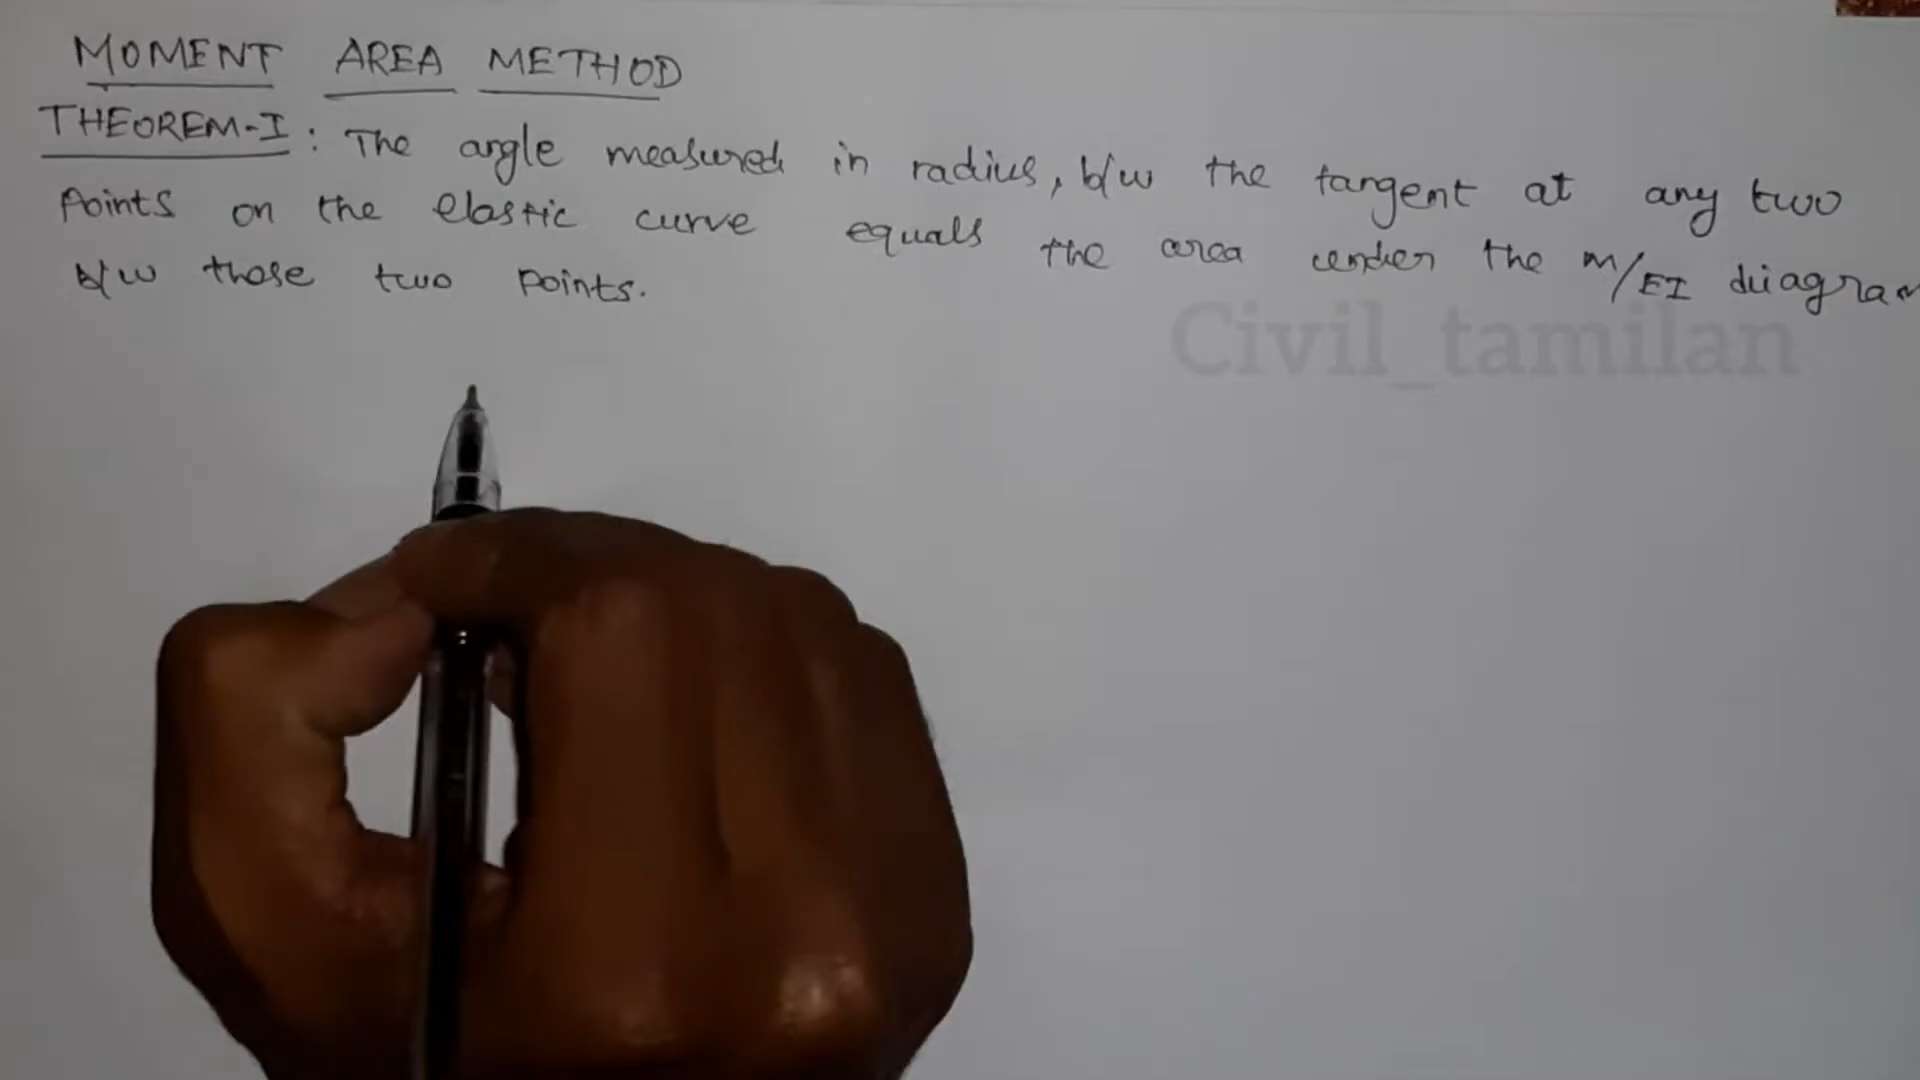 MOMENT AREA METHOD
THEOREM-I: The angle measured in radius, b/w the tangent at any two
Points on the elastic curve equals the area under the M/EI diagram
b/w those two points.
Civil_tamilan